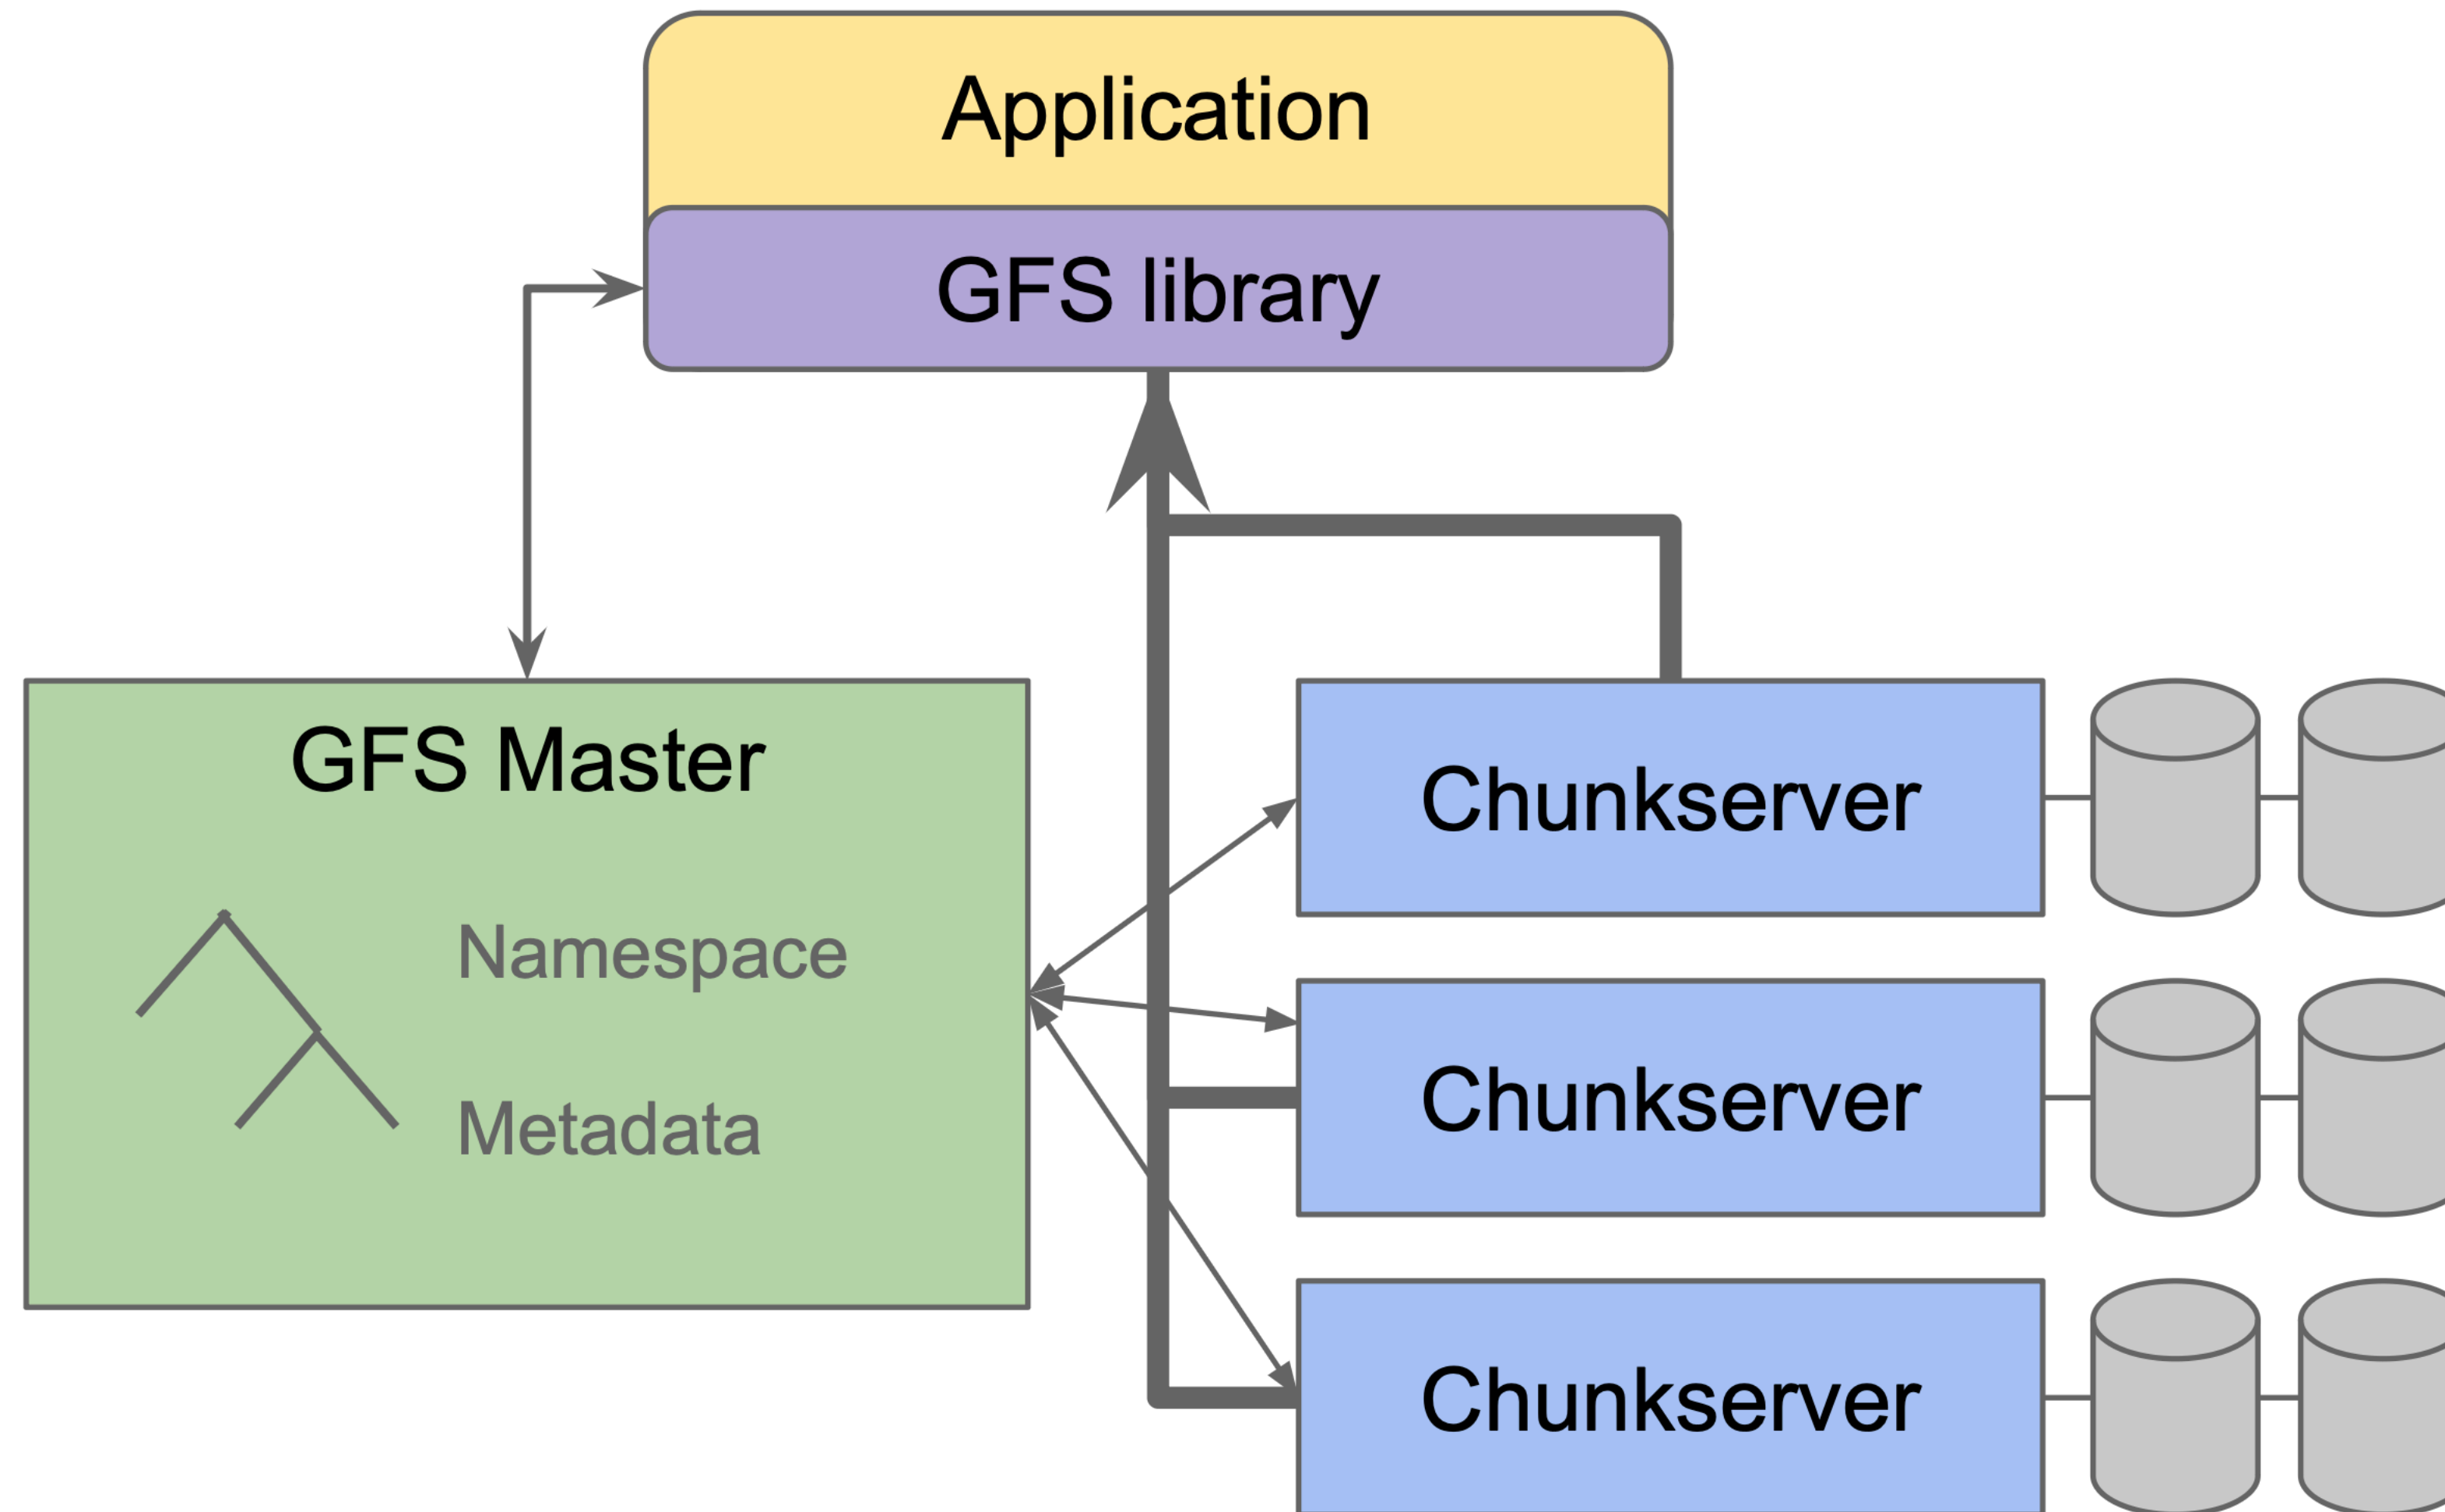 Application
GFS library
GFS Master
Namespace
Metadata
Chunkserver
Chunkserver
Chunkserver